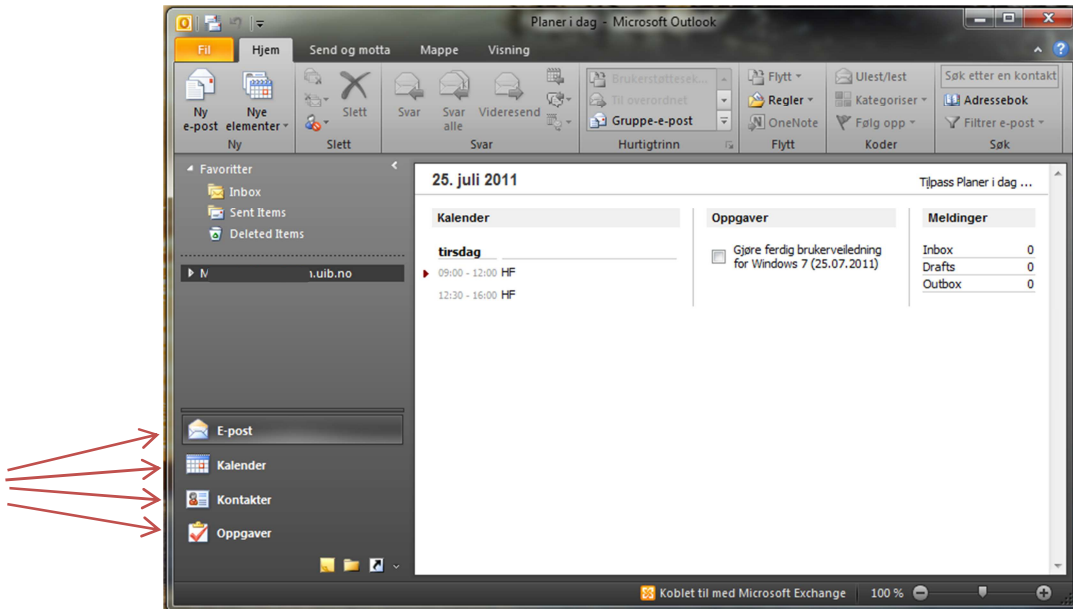 Planer i dag - Microsoft Outlook
Fil Hjem Send og motta Mappe Visning
Ny e-post
Nye elementer
Ny
Slett
Slett
Svar
Svar alle
Videresend
Svar
Brukerstøttesek...
Til overordnet
Gruppe-e-post
Hurtigtrinn
Flytt
Regler
OneNote
Flytt
Ulest/lest
Kategoriser
Følg opp
Koder
Søk etter en kontakt
Adressebok
Filtrer e-post
Søk
Favoritter
Inbox
Sent Items
Deleted Items
M .uib.no
E-post
Kalender
Kontakter
Oppgaver
25. juli 2011
Tilpass Planer i dag ...
Kalender
tirsdag
09:00 - 12:00 HF
12:30 - 16:00 HF
Oppgaver
Gjøre ferdig brukerveiledning
for Windows 7 (25.07.2011)
Meldinger
Inbox 0
Drafts 0
Outbox 0
Koblet til med Microsoft Exchange 100 %